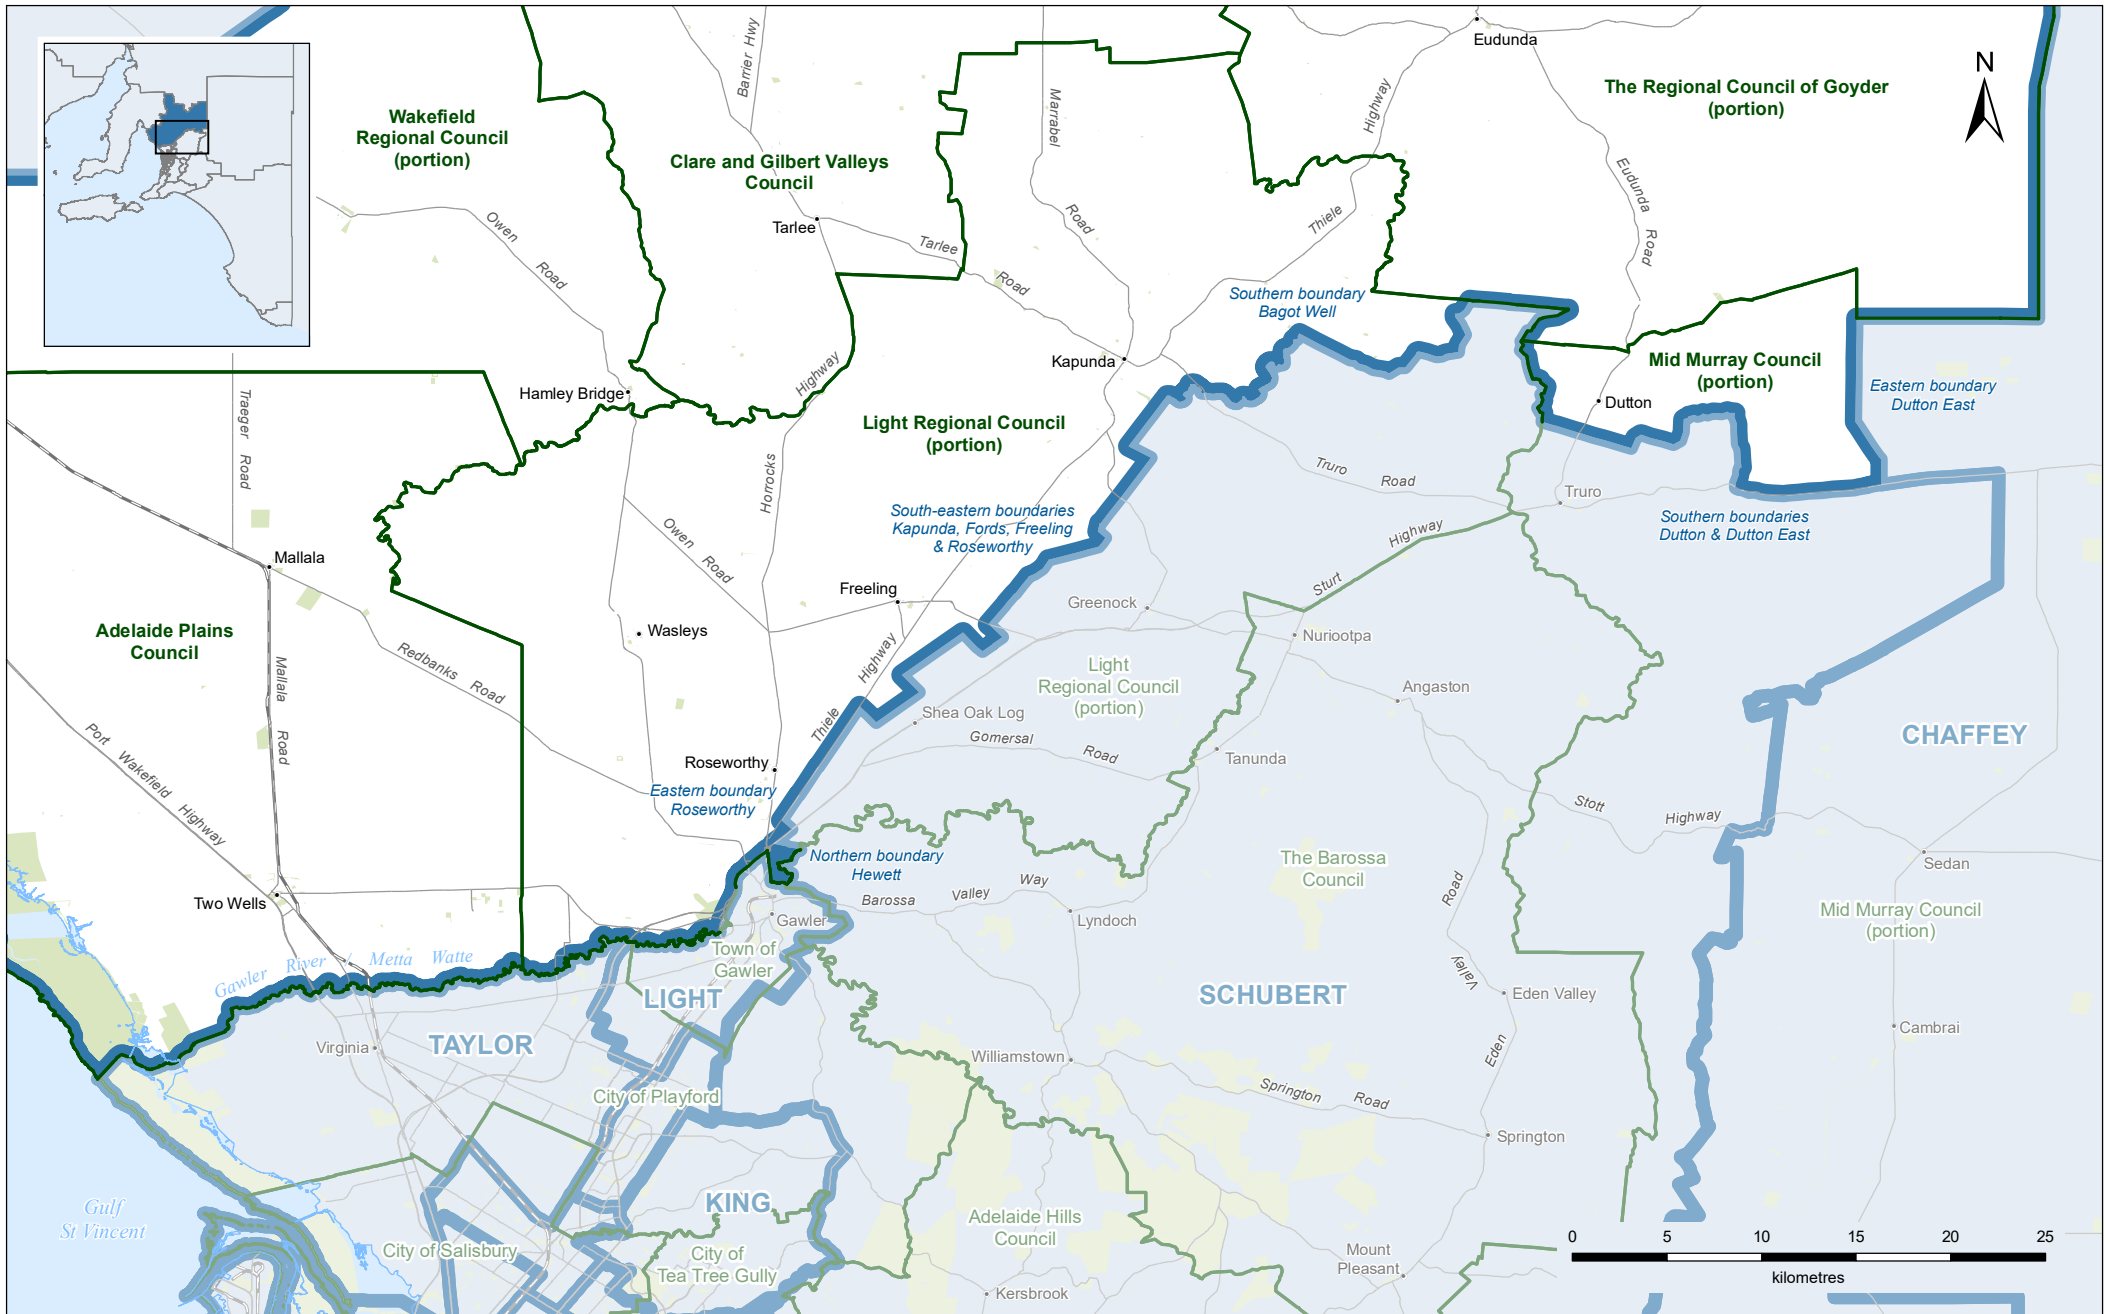 Eudunda
N
The Regional Council of Goyder
(portion)
Barrier Hwy
Marrabel
Road
Highway
Thiele
Wakefield
Regional Council
(portion)
Clare and Gilbert Valleys
Council
Eudunda
Road
Owen
Road
Tarlee
Tarlee
Road
Southern boundary
Bagot Well
Kapunda
Mid Murray Council
(portion)
Eastern boundary
Dutton East
Dutton
Hamley Bridge
Highway
Horrocks
Traeger Road
Light Regional Council
(portion)
Truro Road
Truro
South-eastern boundaries
Kapunda, Fords, Freeling
& Roseworthy
Southern boundaries
Dutton & Dutton East
Sturt
Highway
Owen Road
Mallala
Freeling
Greenock
Nuriootpa
Wasleys
Adelaide Plains
Council
Mallala
Road
Redbanks Road
Highway
Thiele
Light
Regional Council
(portion)
Angaston
Shea Oak Log
Gomersal
Road
Tanunda
CHAFFEY
Port Wakefield Highway
Roseworthy
Eastern boundary
Roseworthy
Stott
Highway
Northern boundary
Hewett
The Barossa
Council
Sedan
Two Wells
Barossa Valley Way
Lyndoch
Gawler
Mid Murray Council
(portion)
Road
Valley
Eden
Gawler River / Metta Watte
Town of
Gawler
LIGHT
SCHUBERT
Eden Valley
Cambrai
Virginia
TAYLOR
Williamstown
City of Playford
Springton Road
Springton
KING
Gulf
St Vincent
Adelaide Hills
Council
City of Salisbury
City of
Tea Tree Gully
Mount
Pleasant
Kersbrook
0 5 10 15 20 25
kilometres